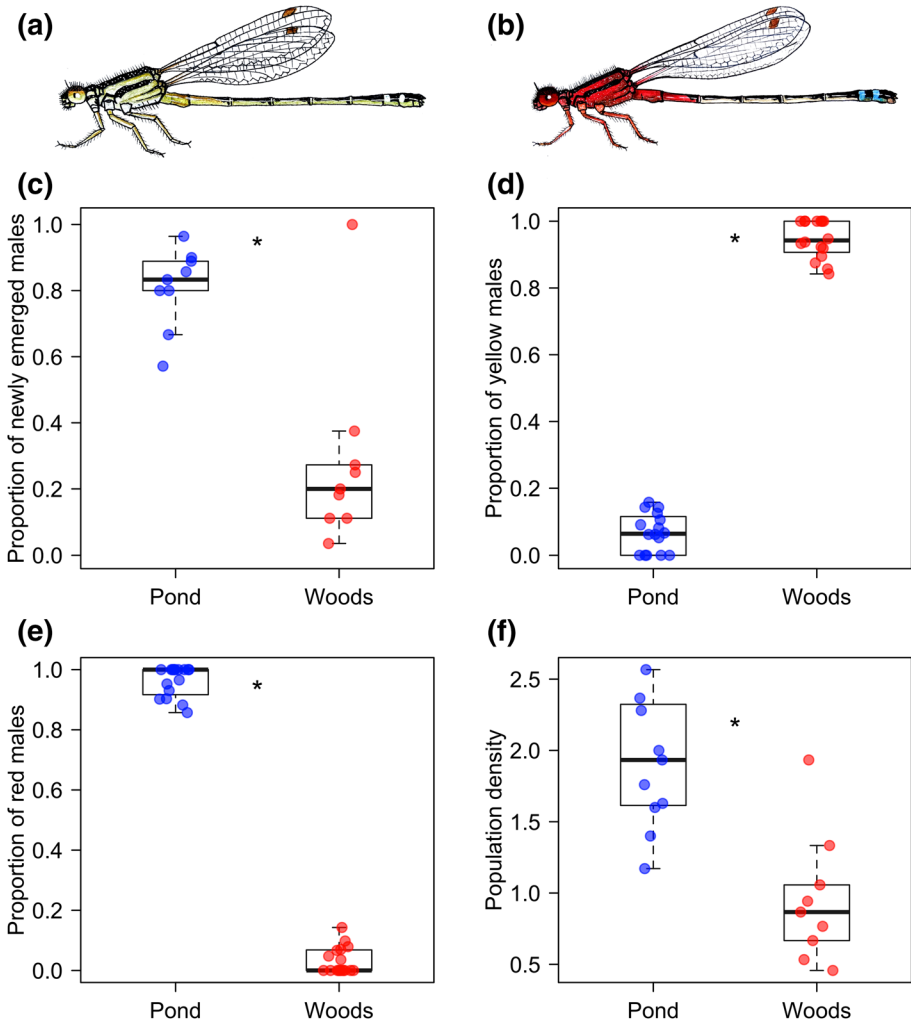 (a)
(b)
(c)
Proportion of newly emerged males
1.0
0.8
0.6
0.4
0.2
0.0
*
Pond
Woods
(d)
Proportion of yellow males
1.0
0.8
0.6
0.4
0.2
0.0
*
Pond
Woods
(e)
Proportion of red males
1.0
0.8
0.6
0.4
0.2
0.0
*
Pond
Woods
(f)
Population density
2.5
2.0
1.5
1.0
0.5
*
Pond
Woods